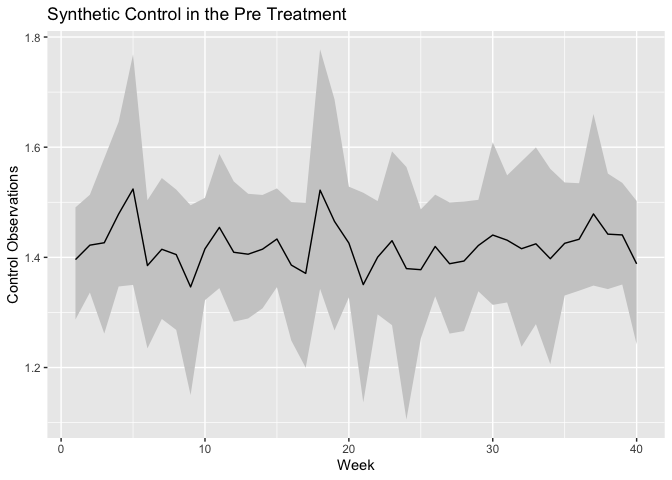 Synthetic Control in the Pre Treatment
Control Observations
1.8
1.6
1.4
1.2
0 10 20 30 40
Week